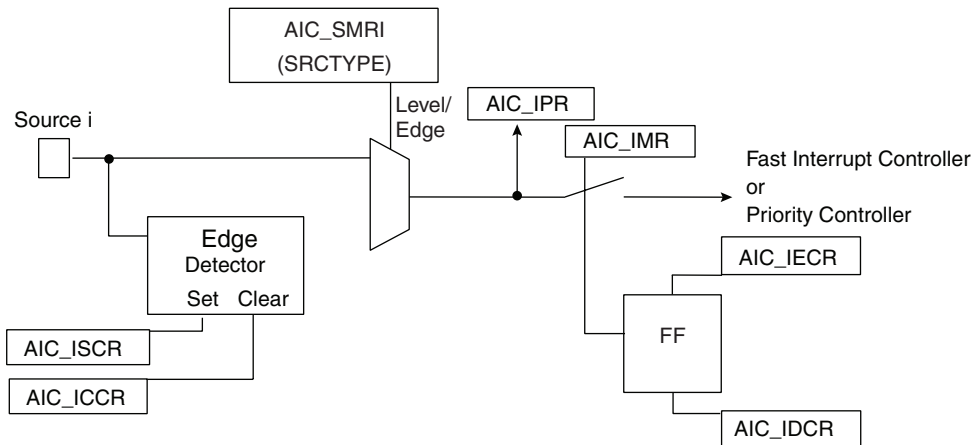 AIC_SMRI
(SRCTYPE)
Source i
Level/
Edge
AIC_IPR
AIC_IMR
Fast Interrupt Controller
or
Priority Controller
Edge
Detector
Set Clear
AIC_IECR
FF
AIC_ISCR
AIC_ICCR
AIC_IDCR